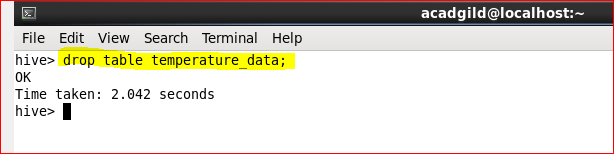 acadgild@localhost:~
File Edit View Search Terminal Help
hive> drop table temperature_data;
OK
Time taken: 2.042 seconds
hive>